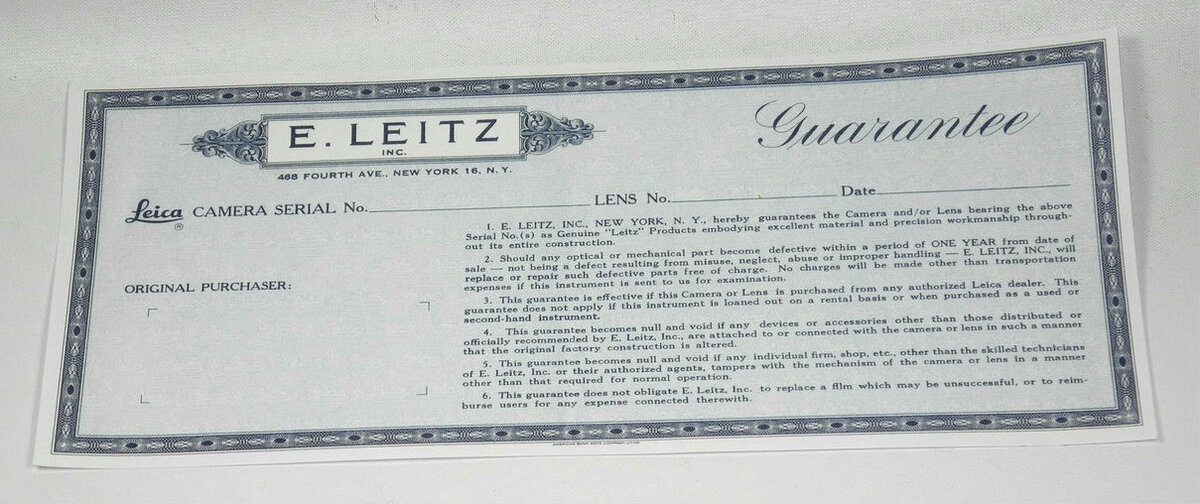 E. LEITZ
INC.
468 FOURTH AVE., NEW YORK 16, N. Y.
Guarantee
Leica ® CAMERA SERIAL No. LENS No. Date
ORIGINAL PURCHASER:
1. E. LEITZ, INC., NEW YORK, N. Y., hereby guarantees the Camera and/or Lens bearing the above
Serial No.(s) as Genuine "Leitz" Products embodying excellent material and precision workmanship through-
out its entire construction.
2. Should any optical or mechanical part become defective within a period of ONE YEAR from date of
sale — not being a defect resulting from misuse, neglect, abuse or improper handling — E. LEITZ, INC., will
replace or repair such defective parts free of charge. No charges will be made other than transportation
expenses if this instrument is sent to us for examination.
3. This guarantee is effective if this Camera or Lens is purchased from any authorized Leica dealer. This
guarantee does not apply if this instrument is loaned out on a rental basis or when purchased as a used or
second-hand instrument.
4. This guarantee becomes null and void if any devices or accessories other than those distributed or
officially recommended by E. Leitz, Inc., are attached to or connected with the camera or lens in such a manner
that the original factory construction is altered.
5. This guarantee becomes null and void if any individual firm, shop, etc., other than the skilled technicians
of E. Leitz, Inc. or their authorized agents, tampers with the mechanism of the camera or lens in a manner
other than that required for normal operation.
6. This guarantee does not obligate E. Leitz, Inc. to replace a film which may be unsuccessful, or to reim-
burse users for any expense connected therewith.